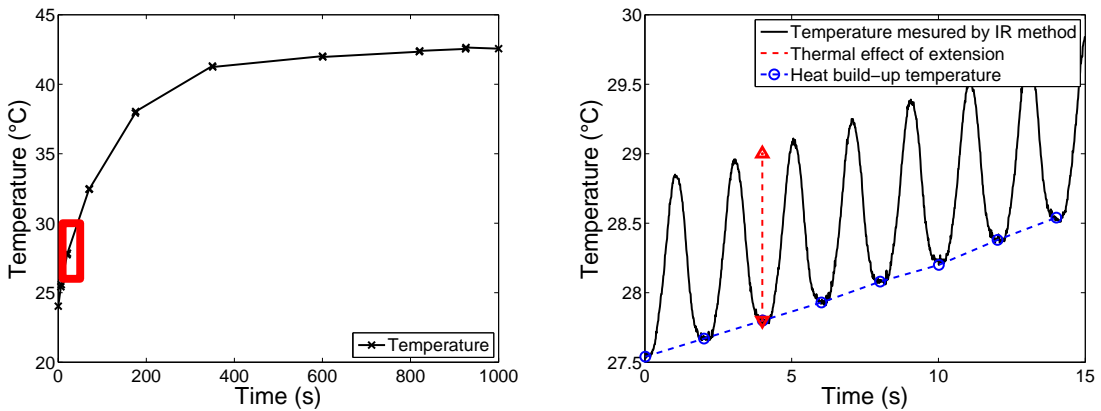 45
40
35
30
25
20
Temperature (°C)
0
200
400
600
800
1000
Time (s)
Temperature
30
29.5
29
28.5
28
27.5
Temperature (°C)
0
5
10
15
Time (s)
Temperature mesured by IR method
Thermal effect of extension
Heat build−up temperature